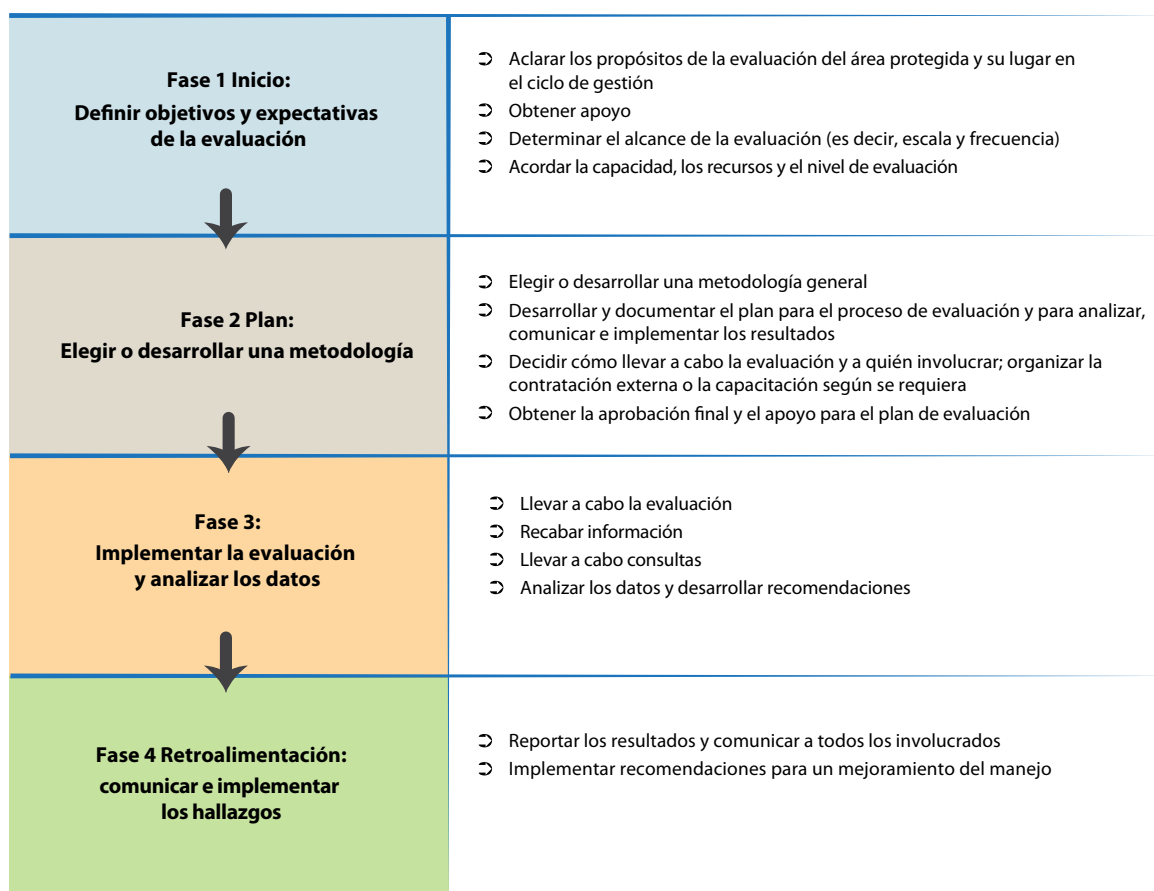 Fase 1 Inicio:
Definir objetivos y expectativas
de la evaluación
➲ Aclarar los propósitos de la evaluación del área protegida y su lugar en
el ciclo de gestión
➲ Obtener apoyo
➲ Determinar el alcance de la evaluación (es decir, escala y frecuencia)
➲ Acordar la capacidad, los recursos y el nivel de evaluación
Fase 2 Plan:
Elegir o desarrollar una metodología
➲ Elegir o desarrollar una metodología general
➲ Desarrollar y documentar el plan para el proceso de evaluación y para analizar,
comunicar e implementar los resultados
➲ Decidir cómo llevar a cabo la evaluación y a quién involucrar; organizar la
contratación externa o la capacitación según se requiera
➲ Obtener la aprobación final y el apoyo para el plan de evaluación
Fase 3:
Implementar la evaluación
y analizar los datos
➲ Llevar a cabo la evaluación
➲ Recabar información
➲ Llevar a cabo consultas
➲ Analizar los datos y desarrollar recomendaciones
Fase 4 Retroalimentación:
comunicar e implementar
los hallazgos
➲ Reportar los resultados y comunicar a todos los involucrados
➲ Implementar recomendaciones para un mejoramiento del manejo